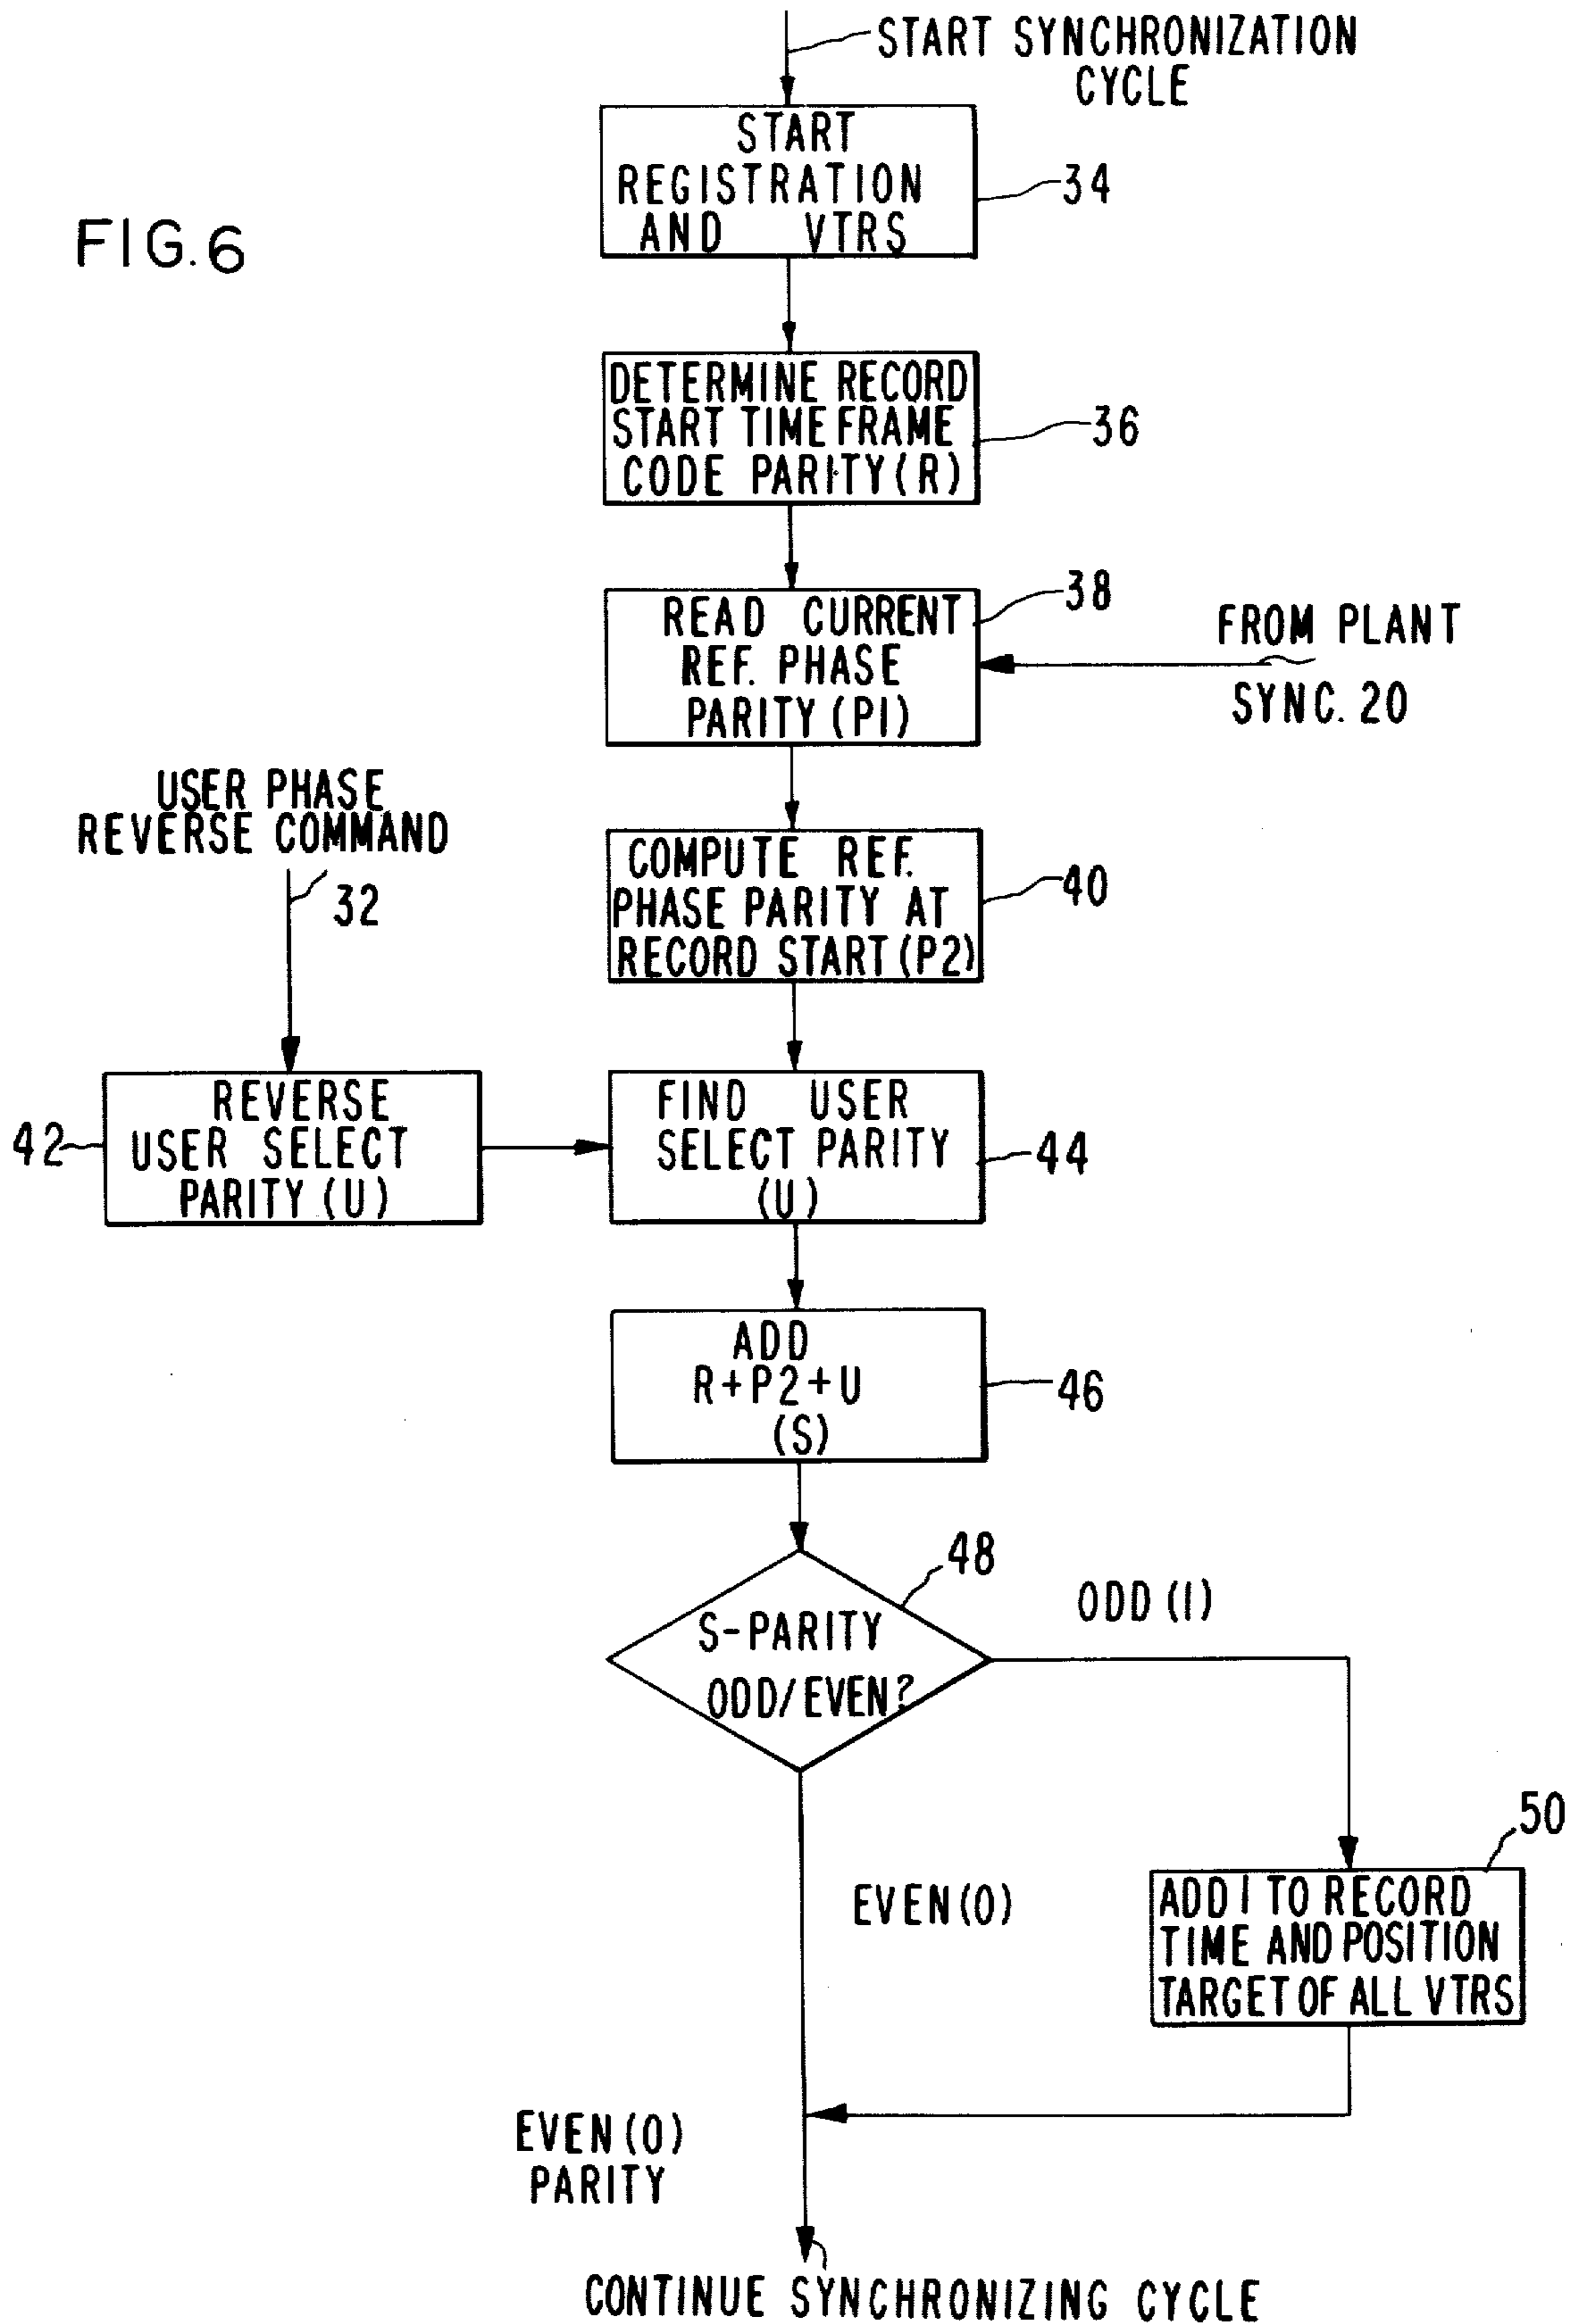 START SYNCHRONIZATION
CYCLE
START
REGISTRATION
AND VTRS
34
FIG. 6
DETERMINE RECORD
START TIME FRAME
CODE PARITY (R)
36
READ CURRENT
REF. PHASE
PARITY (P1)
38
FROM PLANT
SYNC. 20
USER PHASE
REVERSE COMMAND
32
COMPUTE REF.
PHASE PARITY AT
RECORD START (P2)
40
42
REVERSE
USER SELECT
PARITY (U)
FIND USER
SELECT PARITY
(U)
44
ADD
R+P2+U
(S)
46
48
S-PARITY
ODD/EVEN?
ODD (1)
50
EVEN (0)
ADD 1 TO RECORD
TIME AND POSITION
TARGET OF ALL VTRS
EVEN (0)
PARITY
CONTINUE SYNCHRONIZING CYCLE